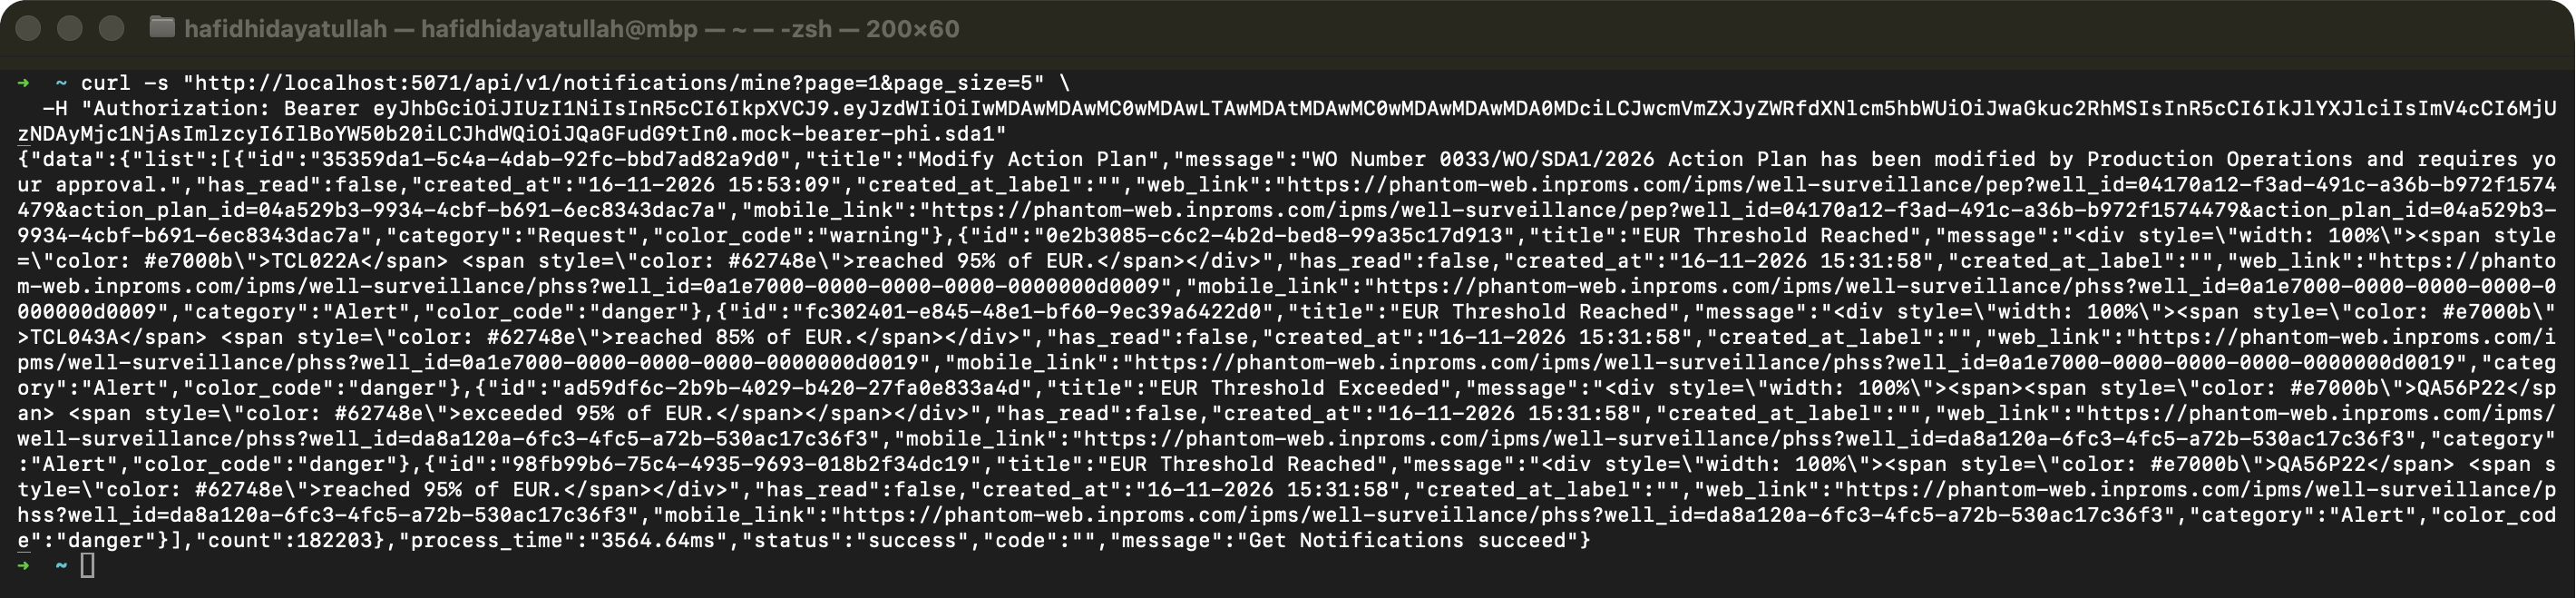 hafidhidayatullah — hafidhidayatullah@mbp — ~ — -zsh — 200×60
➜  ~ curl -s "http://localhost:5071/api/v1/notifications/mine?page=1&page_size=5" \
  -H "Authorization: Bearer eyJhbGciOiJIUzI1NiIsInR5cCI6IkpXVCJ9.eyJzdWIiOiIwMDAwMDAwMC0wMDAwLTAwMDAtMDAwMC0wMDAwMDAwMDA0MDciLCJwcmVmZXJyZWRfdXNlcm5hbWUiOiJwaGkuc2RhMSIsInR5cCI6IkJlYXJlciIsImV4cCI6MjU
zNDAyMjc1NjAsImlzcyI6IlBoYW50b20iLCJhdWQiOiJQaGFudG9tIn0.mock-bearer-phi.sda1"
{"data":{"list":[{"id":"35359da1-5c4a-4dab-92fc-bbd7ad82a9d0","title":"Modify Action Plan","message":"WO Number 0033/WO/SDA1/2026 Action Plan has been modified by Production Operations and requires yo
ur approval.","has_read":false,"created_at":"16-11-2026 15:53:09","created_at_label":"","web_link":"https://phantom-web.inproms.com/ipms/well-surveillance/pep?well_id=04170a12-f3ad-491c-a36b-b972f1574
479&action_plan_id=04a529b3-9934-4cbf-b691-6ec8343dac7a","mobile_link":"https://phantom-web.inproms.com/ipms/well-surveillance/pep?well_id=04170a12-f3ad-491c-a36b-b972f1574479&action_plan_id=04a529b3-
9934-4cbf-b691-6ec8343dac7a","category":"Request","color_code":"warning"},{"id":"0e2b3085-c6c2-4b2d-bed8-99a35c17d913","title":"EUR Threshold Reached","message":"<div style=\"width: 100%\"><span style
=\"color: #e7000b\">TCL022A</span> <span style=\"color: #62748e\">reached 95% of EUR.</span></div>","has_read":false,"created_at":"16-11-2026 15:31:58","created_at_label":"","web_link":"https://phanto
m-web.inproms.com/ipms/well-surveillance/phss?well_id=0a1e7000-0000-0000-0000-0000000d0009","mobile_link":"https://phantom-web.inproms.com/ipms/well-surveillance/phss?well_id=0a1e7000-0000-0000-0000-0
000000d0009","category":"Alert","color_code":"danger"},{"id":"fc302401-e845-48e1-bf60-9ec39a6422d0","title":"EUR Threshold Reached","message":"<div style=\"width: 100%\"><span style=\"color: #e7000b\"
>TCL043A</span> <span style=\"color: #62748e\">reached 85% of EUR.</span></div>","has_read":false,"created_at":"16-11-2026 15:31:58","created_at_label":"","web_link":"https://phantom-web.inproms.com/i
pms/well-surveillance/phss?well_id=0a1e7000-0000-0000-0000-0000000d0019","mobile_link":"https://phantom-web.inproms.com/ipms/well-surveillance/phss?well_id=0a1e7000-0000-0000-0000-0000000d0019","categ
ory":"Alert","color_code":"danger"},{"id":"ad59df6c-2b9b-4029-b420-27fa0e833a4d","title":"EUR Threshold Exceeded","message":"<div style=\"width: 100%\"><span><span style=\"color: #e7000b\">QA56P22</sp
an> <span style=\"color: #62748e\">exceeded 95% of EUR.</span></span></div>","has_read":false,"created_at":"16-11-2026 15:31:58","created_at_label":"","web_link":"https://phantom-web.inproms.com/ipms/
well-surveillance/phss?well_id=da8a120a-6fc3-4fc5-a72b-530ac17c36f3","mobile_link":"https://phantom-web.inproms.com/ipms/well-surveillance/phss?well_id=da8a120a-6fc3-4fc5-a72b-530ac17c36f3","category"
:"Alert","color_code":"danger"},{"id":"98fb99b6-75c4-4935-9693-018b2f34dc19","title":"EUR Threshold Reached","message":"<div style=\"width: 100%\"><span style=\"color: #e7000b\">QA56P22</span> <span s
tyle=\"color: #62748e\">reached 95% of EUR.</span></div>","has_read":false,"created_at":"16-11-2026 15:31:58","created_at_label":"","web_link":"https://phantom-web.inproms.com/ipms/well-surveillance/p
hss?well_id=da8a120a-6fc3-4fc5-a72b-530ac17c36f3","mobile_link":"https://phantom-web.inproms.com/ipms/well-surveillance/phss?well_id=da8a120a-6fc3-4fc5-a72b-530ac17c36f3","category":"Alert","color_cod
e":"danger"}],"count":182203},"process_time":"3564.64ms","status":"success","code":"","message":"Get Notifications succeed"}
➜  ~